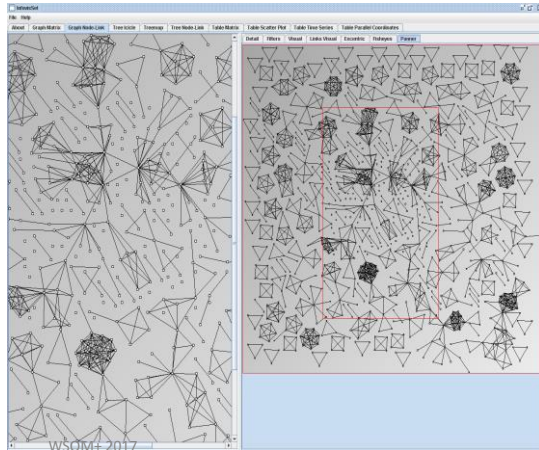 InfovisSet
File Help
About Graph Matrix Graph Node-Link Tree Icicle Treemap Tree Node-Link Table Matrix Table Scatter Plot Table Time Series Table Parallel Coordinates
Detail Filters Visual Links Visual Excentric Fisheyes Panner
WSOM+ 2017